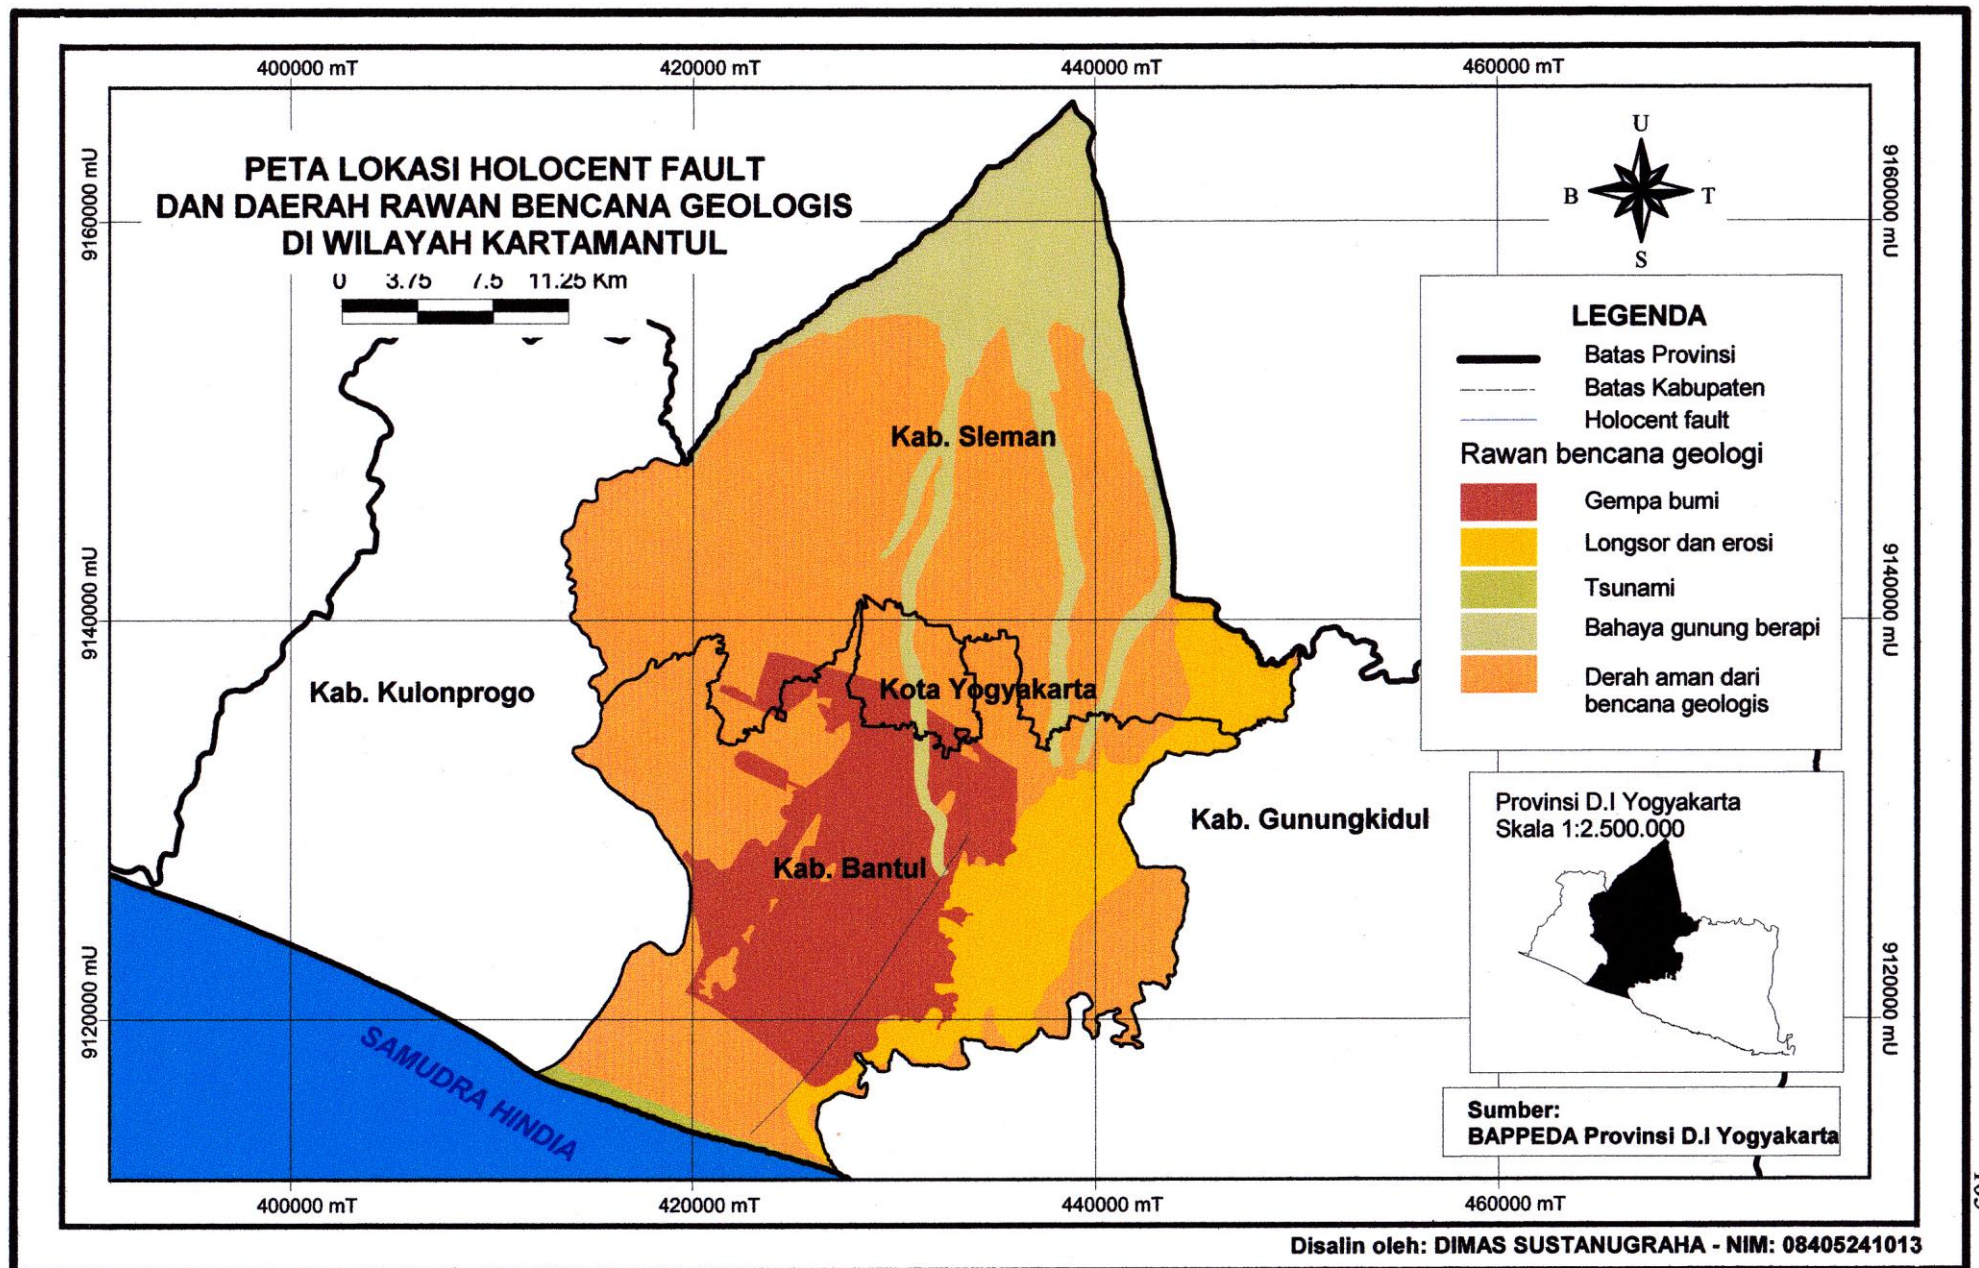 400000 mT
420000 mT
440000 mT
460000 mT
PETA LOKASI HOLOCENT FAULT
DAN DAERAH RAWAN BENCANA GEOLOGIS
DI WILAYAH KARTAMANTUL
0 3.75 7.5 11.25 Km
U
B
T
S
9160000 mU
9160000 mU
LEGENDA
Batas Provinsi
Batas Kabupaten
Holocent fault
Rawan bencana geologi
Gempa bumi
Longsor dan erosi
Tsunami
Bahaya gunung berapi
Derah aman dari
bencana geologis
Kab. Sleman
9140000 mU
9140000 mU
Kab. Kulonprogo
Kota Yogyakarta
Kab. Gunungkidul
Kab. Bantul
Provinsi D.I Yogyakarta
Skala 1:2.500.000
9120000 mU
9120000 mU
SAMUDRA HINDIA
Sumber:
BAPPEDA Provinsi D.I Yogyakarta
400000 mT
420000 mT
440000 mT
460000 mT
Disalin oleh: DIMAS SUSTANUGRAHA - NIM: 08405241013